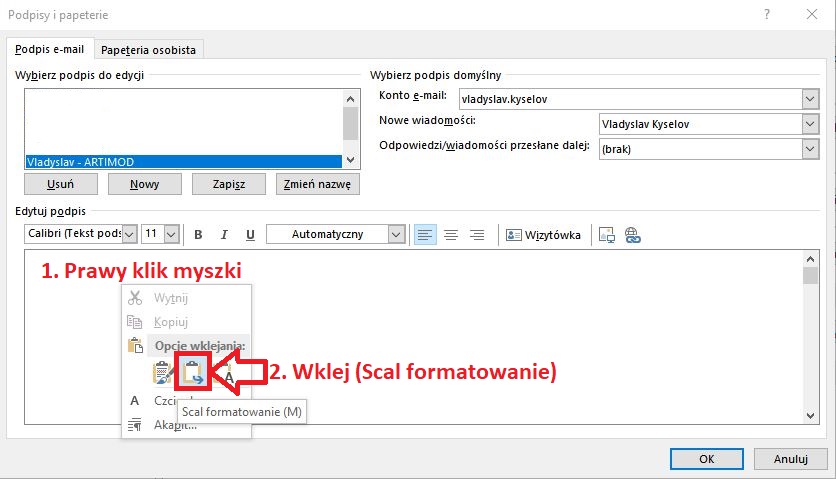 Podpisy i papeterie
Podpis e-mail
Papeteria osobista
Wybierz podpis do edycji
Vladyslav - ARTIMOD
Usuń
Nowy
Zapisz
Zmień nazwę
Wybierz podpis domyślny
Konto e-mail:
vladyslav.kyselov
Nowe wiadomości:
Vladyslav Kyselov
Odpowiedzi/wiadomości przesłane dalej:
(brak)
Edytuj podpis
Calibri (Tekst pods
11
B
I
U
Automatyczny
Wizytówka
1. Prawy klik myszki
Wytnij
Kopiuj
Opcje wklejania:
A
2. Wklej (Scal formatowanie)
A
Scal formatowanie (M)
Akapit...
OK
Anuluj